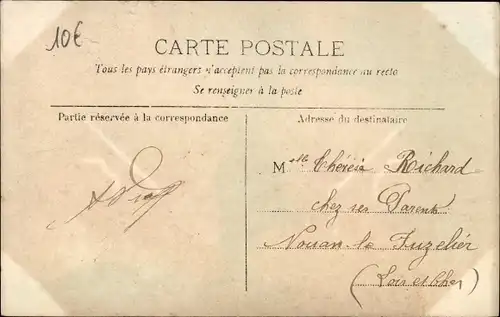 10€
CARTE POSTALE
Tous les pays étrangers n'acceptent pas la correspondance au recto
Se renseigner à la poste
Partie réservée à la correspondance
Adresse du destinataire
Mlle Thérèse Richard
chez ses Parents
Nouan-le Fuzelier
(Loir et Cher)